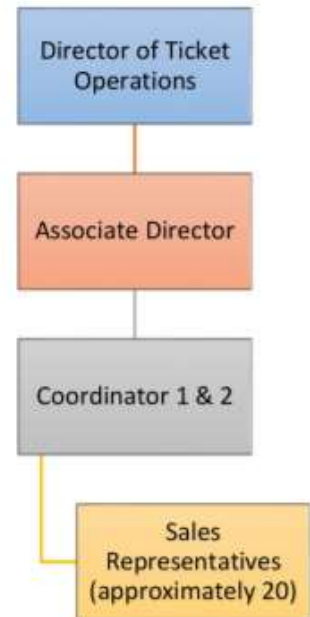 Director of Ticket
Operations
Associate Director
Coordinator 1 & 2
Sales
Representatives
(approximately 20)